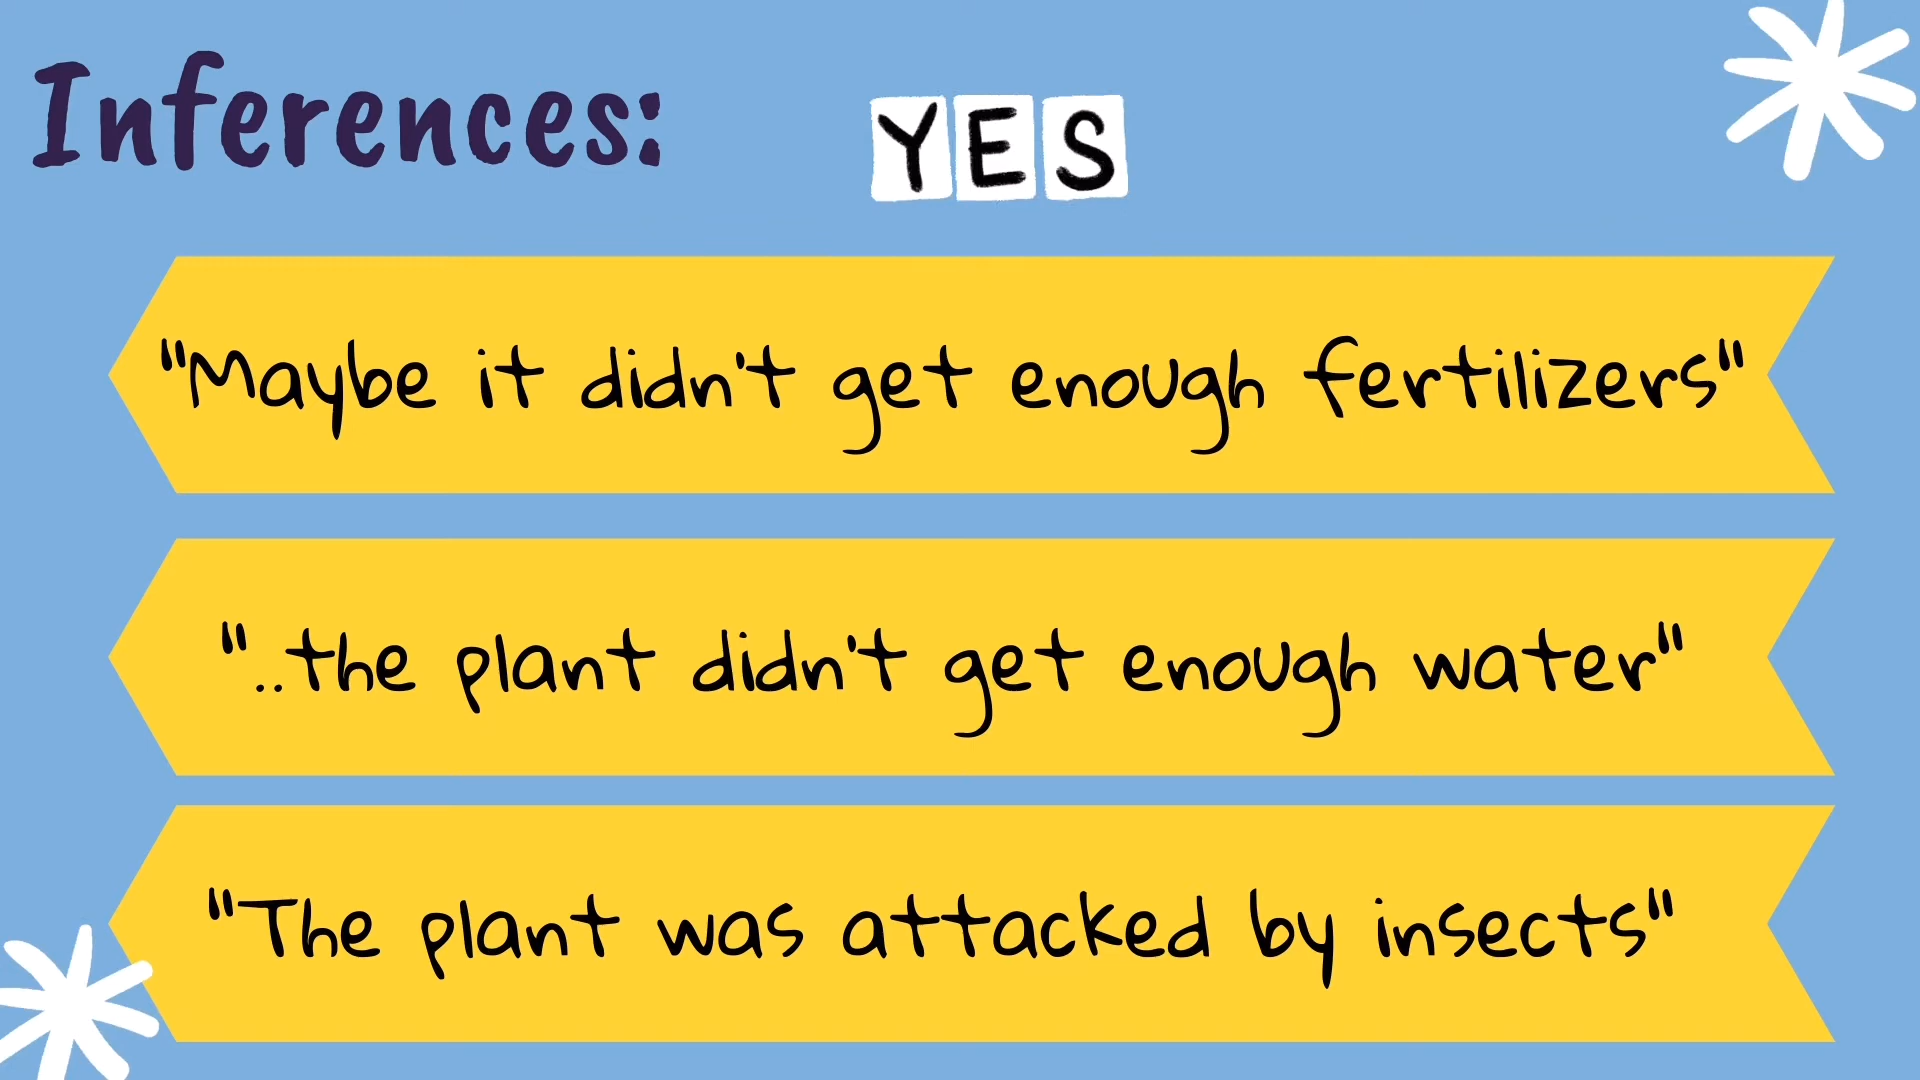 Inferences:
YES
"Maybe it didn't get enough fertilizers"
"..the plant didn't get enough water"
"The plant was attacked by insects"